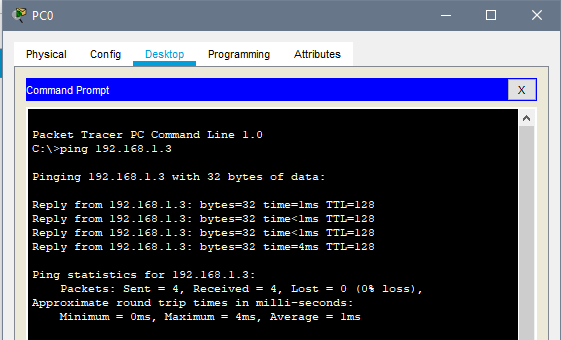 PC0
Physical Config Desktop Programming Attributes
Command Prompt X
Packet Tracer PC Command Line 1.0
C:\>ping 192.168.1.3
Pinging 192.168.1.3 with 32 bytes of data:
Reply from 192.168.1.3: bytes=32 time=1ms TTL=128
Reply from 192.168.1.3: bytes=32 time<1ms TTL=128
Reply from 192.168.1.3: bytes=32 time<1ms TTL=128
Reply from 192.168.1.3: bytes=32 time=4ms TTL=128
Ping statistics for 192.168.1.3:
Packets: Sent = 4, Received = 4, Lost = 0 (0% loss),
Approximate round trip times in milli-seconds:
Minimum = 0ms, Maximum = 4ms, Average = 1ms